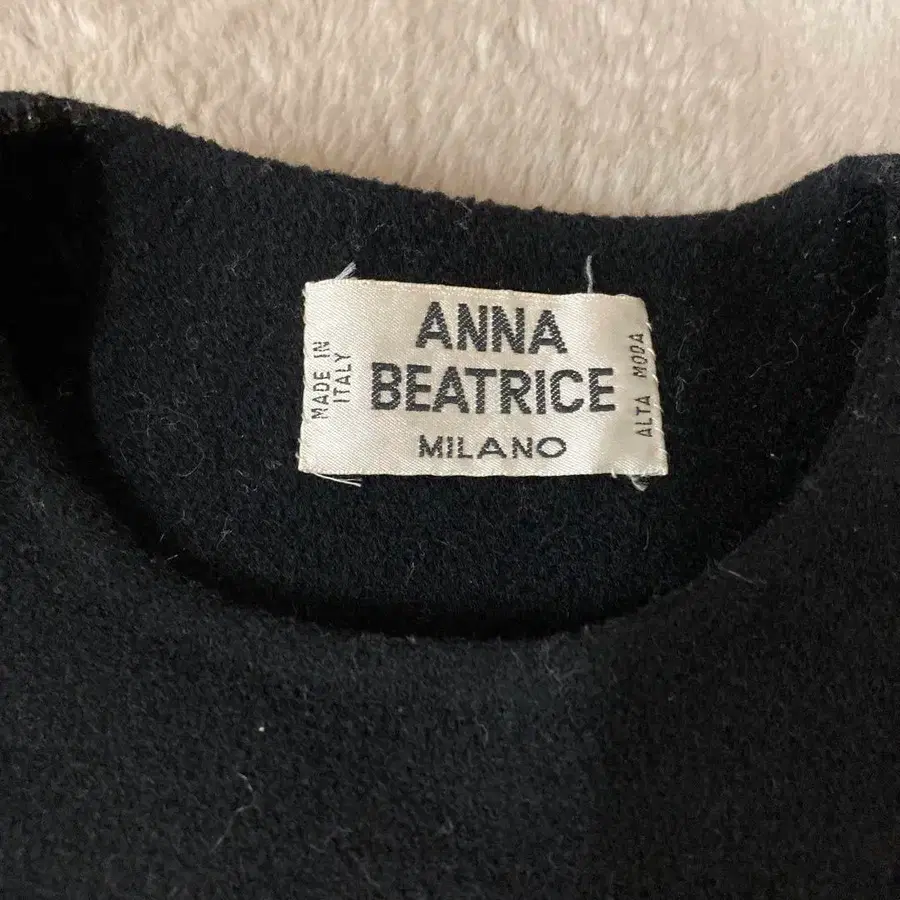 MADE IN
ITALY
ANNA
BEATRICE
MILANO
ALTA MODA